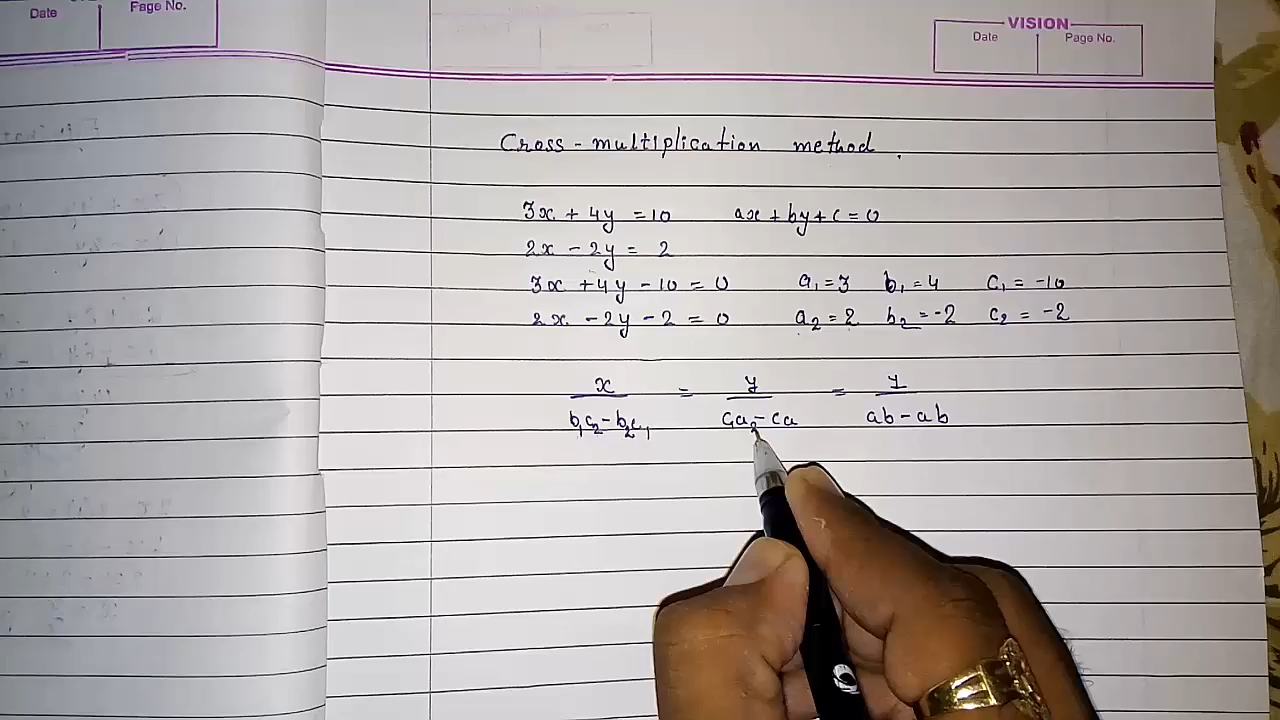 Date Page No.
VISION
Date Page No.
Cross - multiplication method .
3x + 4y = 10 ax + by + c = 0
2x - 2y = 2
3x + 4y - 10 = 0 a₁ = 3 b₁ = 4 c₁ = -10
2x - 2y - 2 = 0 a₂ = 2 b₂ = -2 c₂ = -2
x = y = 1
b₁c₂ - b₂c₁ c₁a₂ - ca ab - ab